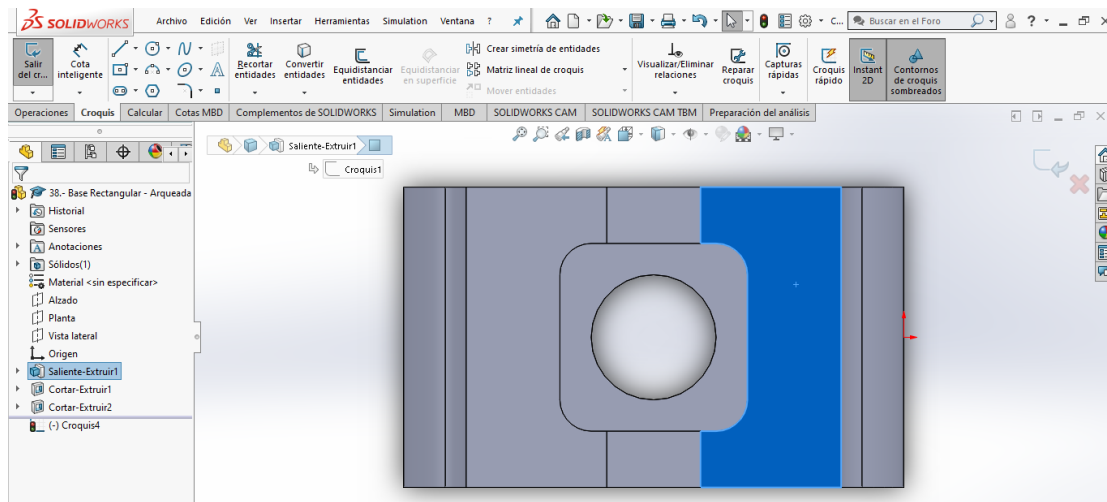 SOLIDWORKS Archivo Edición Ver Insertar Herramientas Simulation Ventana ? C... Buscar en el Foro ?
Salir del cr...
Cota inteligente
Recortar entidades
Convertir entidades
Equidistanciar entidades
Equidistanciar en superficie
Crear simetría de entidades
Matriz lineal de croquis
Mover entidades
Visualizar/Eliminar relaciones
Reparar croquis
Capturas rápidas
Croquis rápido
Instant 2D
Contornos de croquis sombreados
Operaciones Croquis Calcular Cotas MBD Complementos de SOLIDWORKS Simulation MBD SOLIDWORKS CAM SOLIDWORKS CAM TBM Preparación del análisis
Saliente-Extruir1
Croquis1
38.- Base Rectangular - Arqueada
Historial
Sensores
Anotaciones
Sólidos(1)
Material <sin especificar>
Alzado
Planta
Vista lateral
Origen
Saliente-Extruir1
Cortar-Extruir1
Cortar-Extruir2
(-) Croquis4